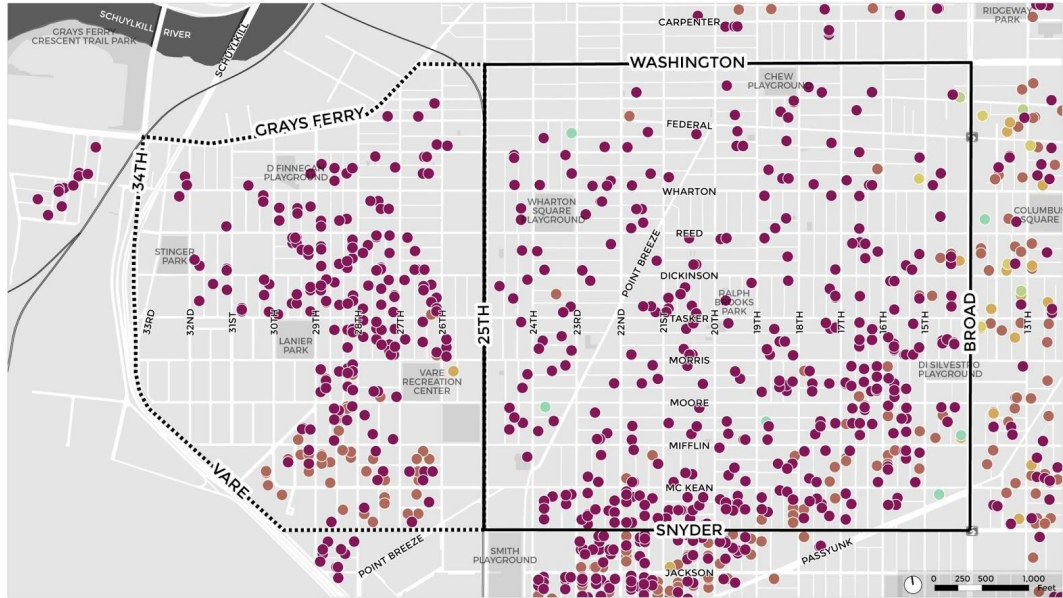 SCHUYLKILL
RIVER
GRAYS FERRY
CRESCENT TRAIL PARK
SCHUYLKILL
CARPENTER
RIDGEWAY
PARK
WASHINGTON
CHEW
PLAYGROUND
GRAYS FERRY
FEDERAL
34TH
D FINNEGAN
PLAYGROUND
WHARTON
WHARTON
SQUARE
PLAYGROUND
COLUMBUS
SQUARE
REED
STINGER
PARK
POINT BREEZE
DICKINSON
RALPH
BROOKS
PARK
33RD
32ND
31ST
30TH
29TH
28TH
27TH
26TH
25TH
24TH
23RD
22ND
21ST
TASKER
20TH
19TH
18TH
17TH
16TH
15TH
BROAD
13TH
LANIER
PARK
MORRIS
VARE
RECREATION
CENTER
DI SILVESTRO
PLAYGROUND
MOORE
MIFFLIN
VARE
MC KEAN
SNYDER
POINT BREEZE
SMITH
PLAYGROUND
PASSYUNK
JACKSON
0 250 500 1,000
Feet